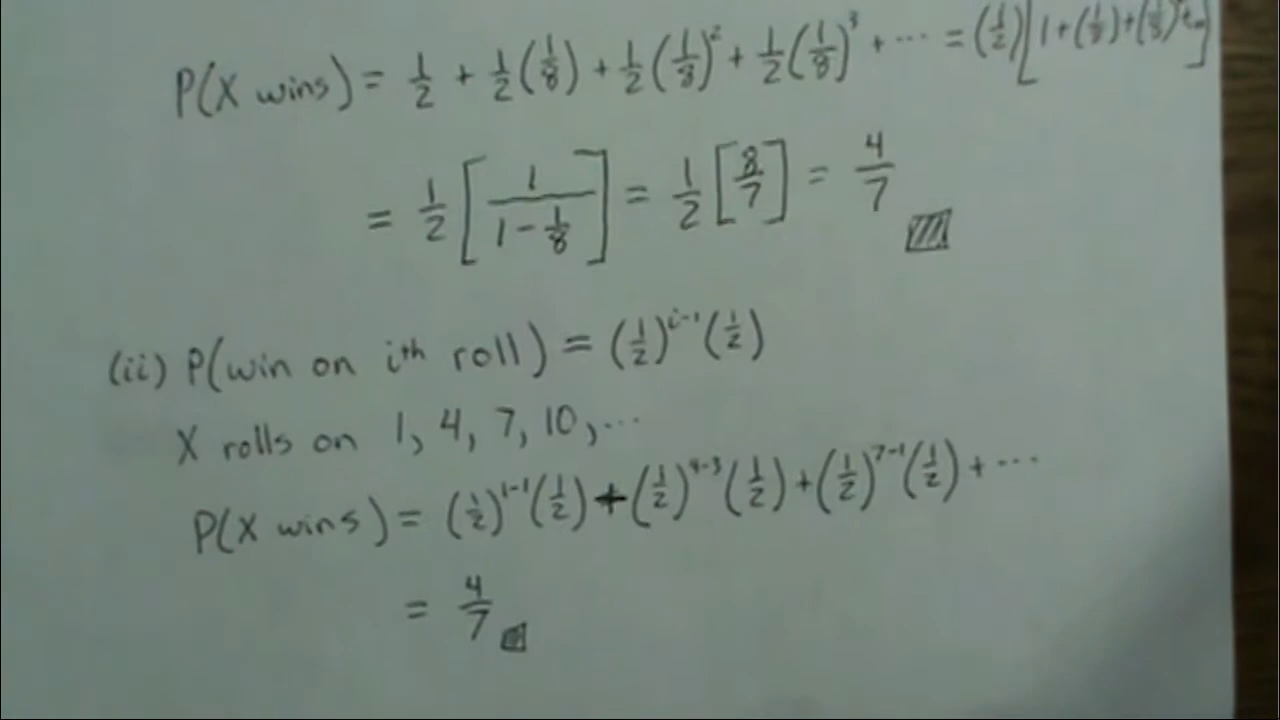 P(X wins) = 1/2 + 1/2(1/8) + 1/2(1/8)^2 + 1/2(1/8)^3 + ⋯ = (1/2)[1 + (1/8) + (1/8)^2 + ...]
= 1/2[1/(1 - 1/8)] = 1/2[8/7] = 4/7
(ii) P(win on i^th roll) = (1/2)^{i-1}(1/2)
X rolls on 1, 4, 7, 10, ⋯
P(X wins) = (1/2)^{1-1}(1/2) + (1/2)^{4-3}(1/2) + (1/2)^{7-1}(1/2) + ⋯
= 4/7